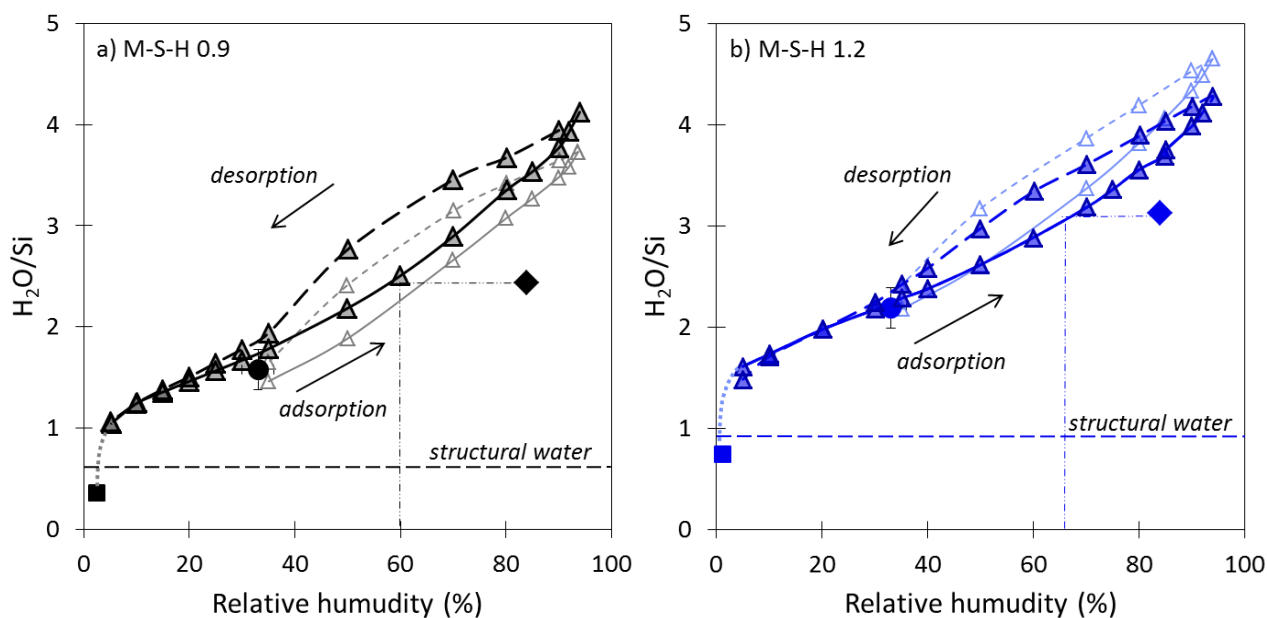 a) M-S-H 0.9
5
4
3
2
1
0
H₂O/Si
desorption
adsorption
structural water
0 20 40 60 80 100
Relative humudity (%)
b) M-S-H 1.2
5
4
3
2
1
0
H₂O/Si
desorption
adsorption
structural water
0 20 40 60 80 100
Relative humudity (%)